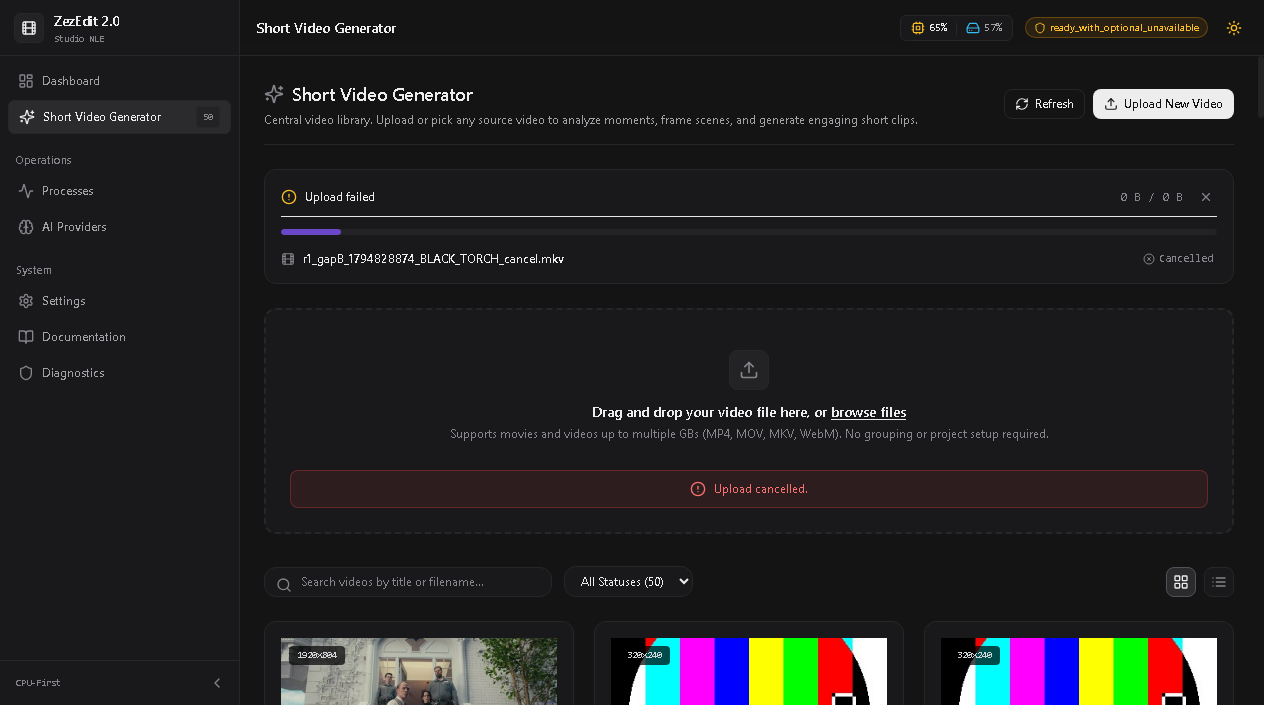 ZezEdit 2.0
Studio NLE
Short Video Generator
65% 57%
ready_with_optional_unavailable
Dashboard
Short Video Generator 50
Operations
Processes
AI Providers
System
Settings
Documentation
Diagnostics
CPU-First
Short Video Generator
Central video library. Upload or pick any source video to analyze moments, frame scenes, and generate engaging short clips.
Refresh
Upload New Video
Upload failed
0 B / 0 B
r1_gapB_1794828874_BLACK_TORCH_cancel.mkv
Cancelled
Drag and drop your video file here, or browse files
Supports movies and videos up to multiple GBs (MP4, MOV, MKV, WebM). No grouping or project setup required.
Upload cancelled.
Search videos by title or filename...
All Statuses (50)
1920x804
320x240
320x240